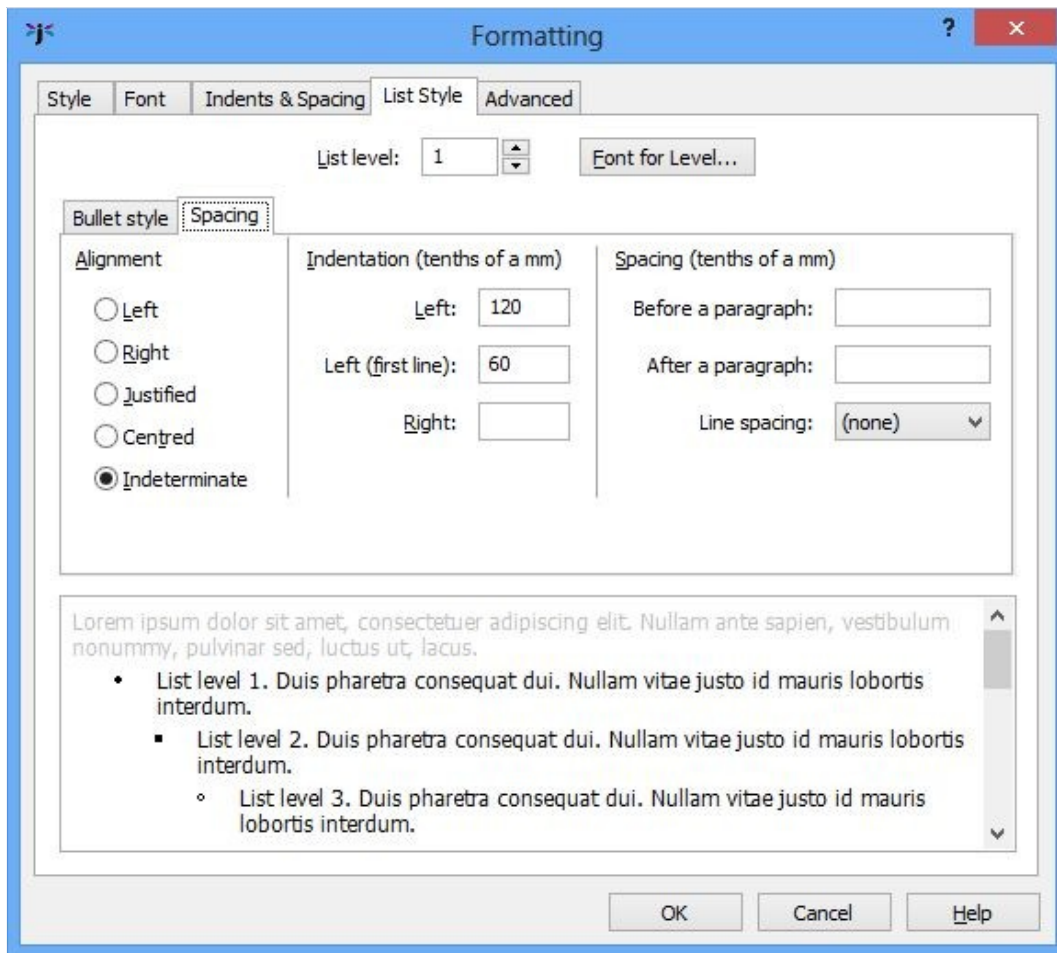 Formatting
?
Style Font Indents & Spacing List Style Advanced
List level: 1 Font for Level...
Bullet style Spacing
Alignment
Left
Right
Justified
Centred
Indeterminate
Indentation (tenths of a mm)
Left: 120
Left (first line): 60
Right:
Spacing (tenths of a mm)
Before a paragraph:
After a paragraph:
Line spacing: (none)
Lorem ipsum dolor sit amet, consectetuer adipiscing elit. Nullam ante sapien, vestibulum
nonummy, pulvinar sed, luctus ut, lacus.
• List level 1. Duis pharetra consequat dui. Nullam vitae justo id mauris lobortis
interdum.
▪ List level 2. Duis pharetra consequat dui. Nullam vitae justo id mauris lobortis
interdum.
∘ List level 3. Duis pharetra consequat dui. Nullam vitae justo id mauris
lobortis interdum.
OK Cancel Help